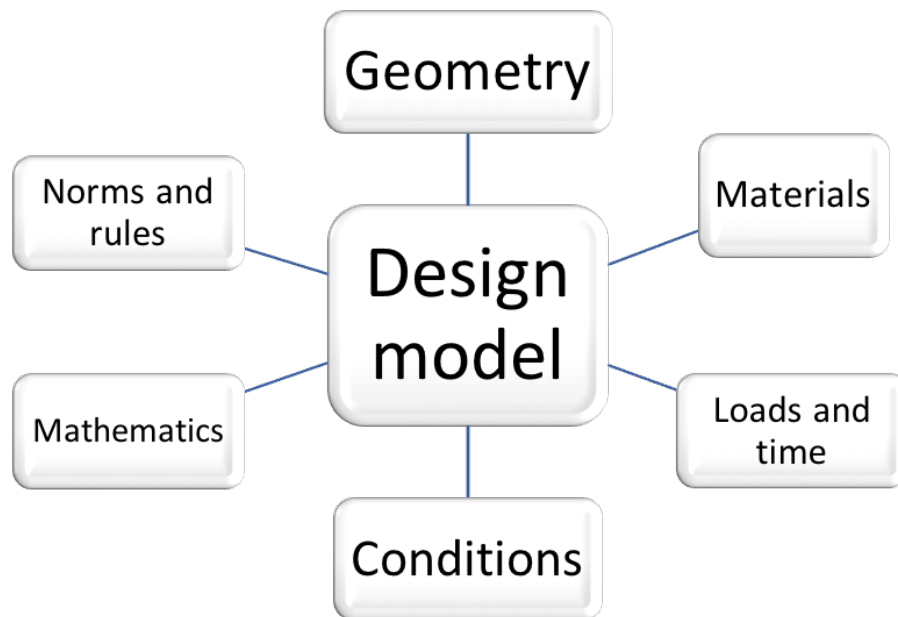 Geometry
Norms and
rules
Materials
Design
model
Mathematics
Loads and
time
Conditions